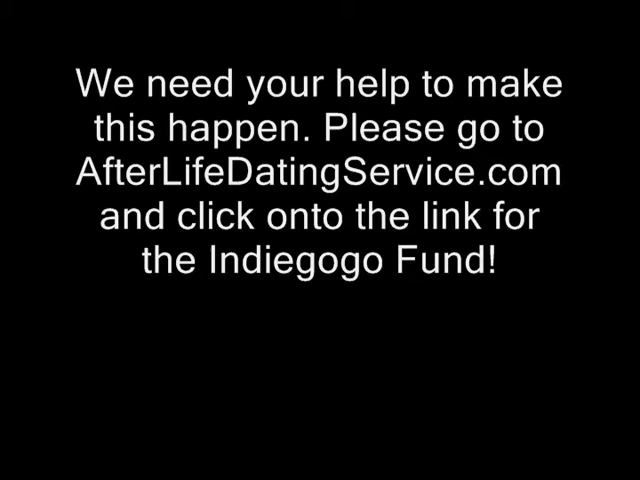 We need your help to make
this happen. Please go to
AfterLifeDatingService.com
and click onto the link for
the Indiegogo Fund!